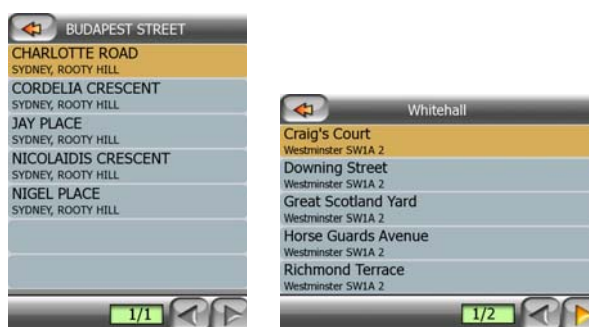 BUDAPEST STREET
CHARLOTTE ROAD
SYDNEY, ROOTY HILL
CORDELIA CRESCENT
SYDNEY, ROOTY HILL
JAY PLACE
SYDNEY, ROOTY HILL
NICOLAIDIS CRESCENT
SYDNEY, ROOTY HILL
NIGEL PLACE
SYDNEY, ROOTY HILL
1/1
Whitehall
Craig's Court
Westminster SW1A 2
Downing Street
Westminster SW1A 2
Great Scotland Yard
Westminster SW1A 2
Horse Guards Avenue
Westminster SW1A 2
Richmond Terrace
Westminster SW1A 2
1/2